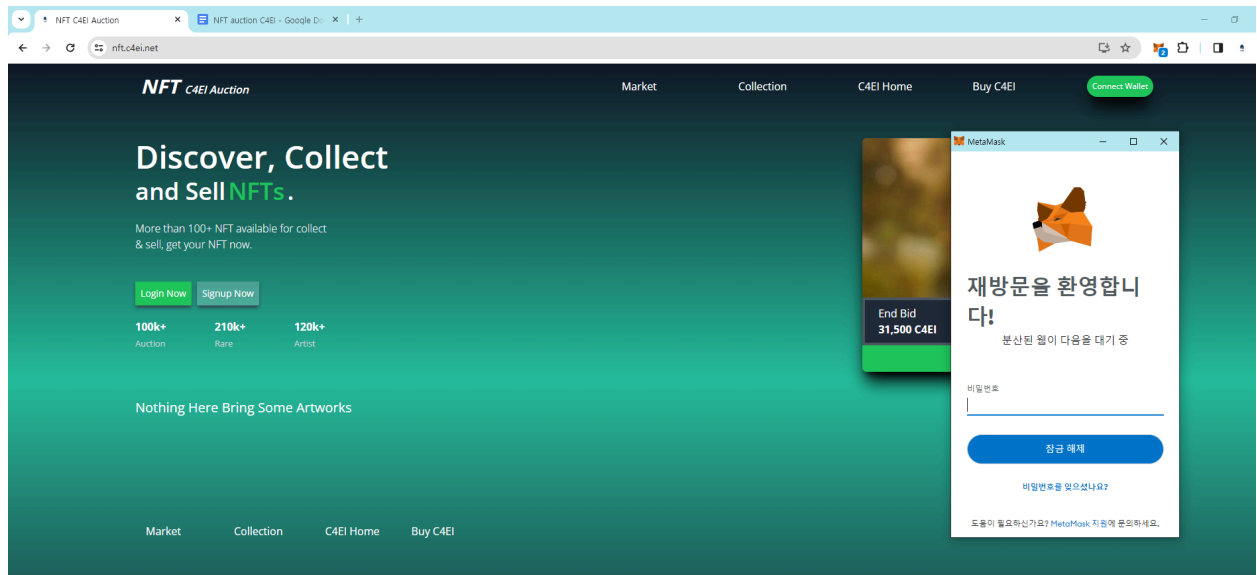 NFT C4EI Auction
NFT auction C4EI - Google Do
nft.c4ei.net
2
NFT C4EI Auction
Market
Collection
C4EI Home
Buy C4EI
Connect Wallet
Discover, Collect
and Sell NFTs.
More than 100+ NFT available for collect
& sell, get your NFT now.
Login Now
Signup Now
100k+
210k+
120k+
Auction
Rare
Artist
End Bid
31,500 C4EI
Nothing Here Bring Some Artworks
Market
Collection
C4EI Home
Buy C4EI
MetaMask
재방문을 환영합니
다!
분산된 웹이 다음을 대기 중
비밀번호
잠금 해제
비밀번호를 잊으셨나요?
도움이 필요하신가요? MetaMask 지원에 문의하세요.